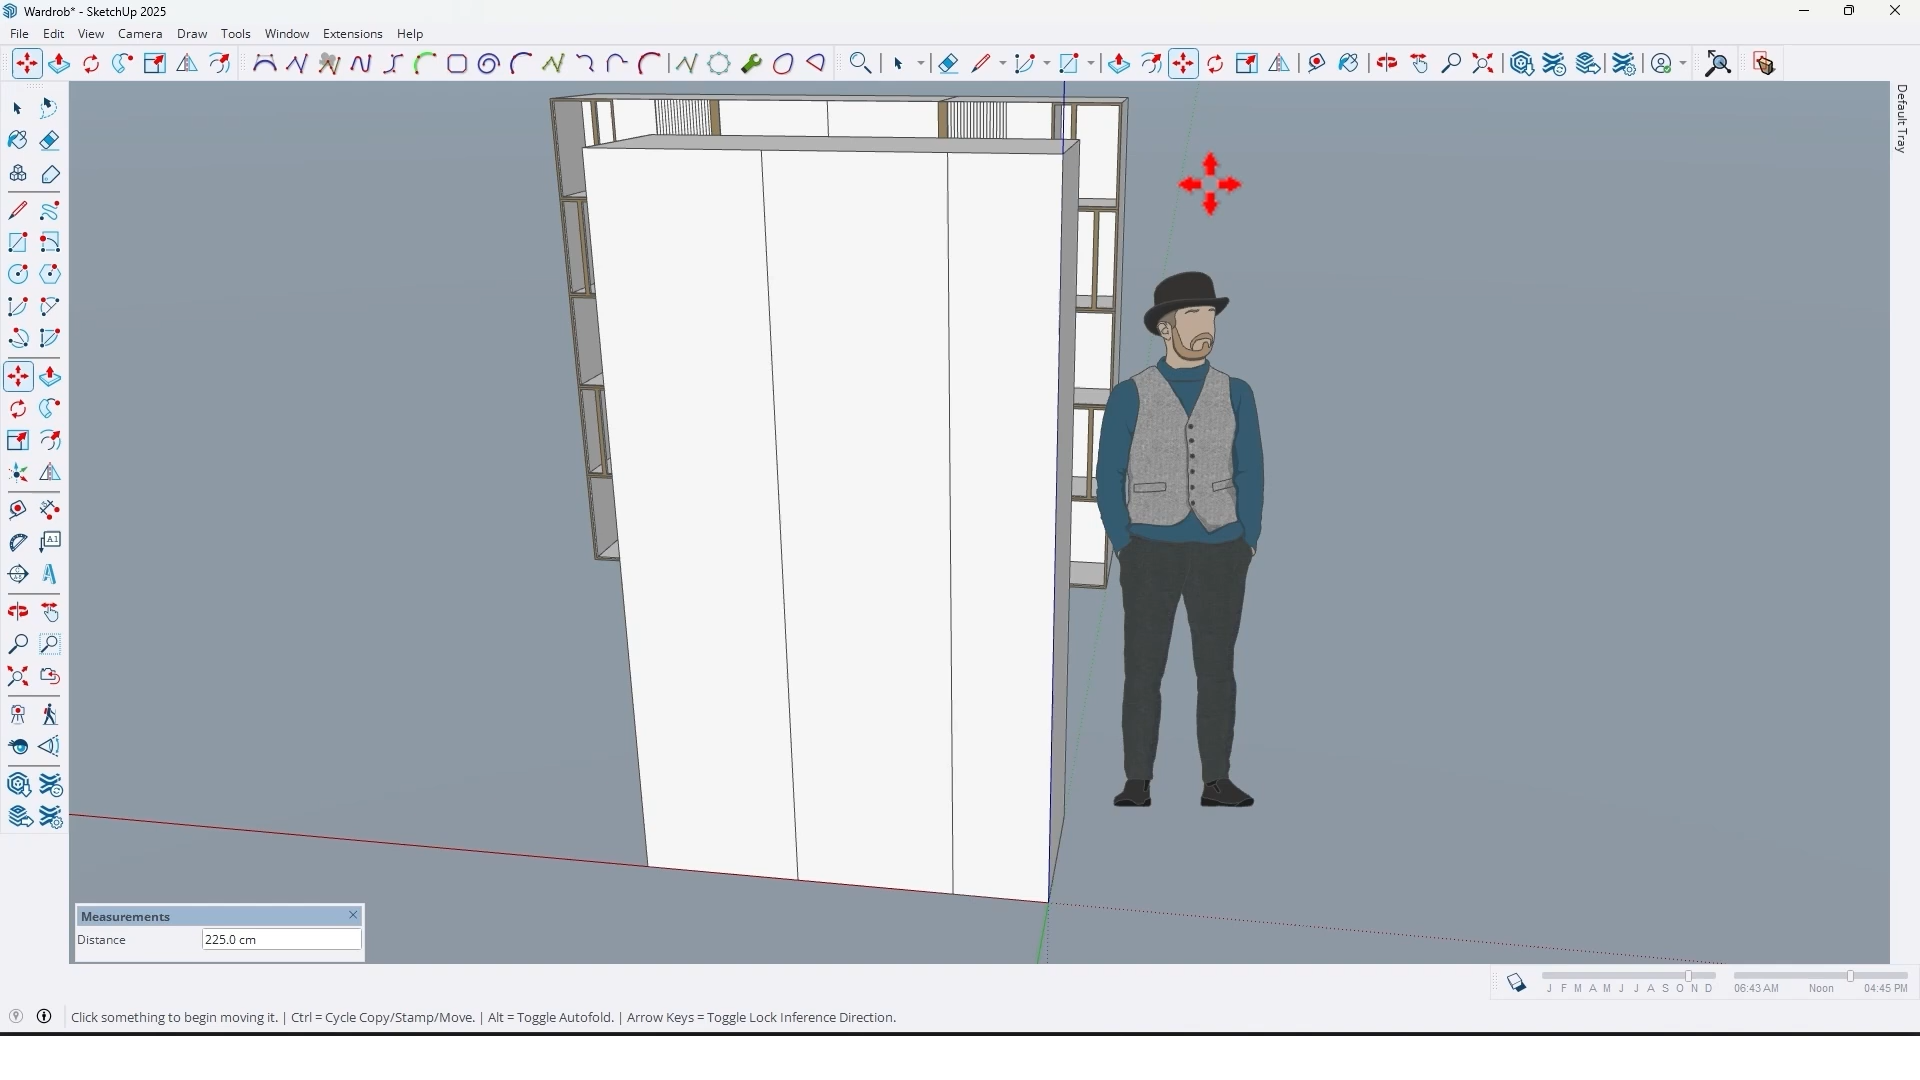 Wardrob* - SketchUp 2025
File Edit View Camera Draw Tools Window Extensions Help
Default Tray
A1
A
Measurements
Distance 225.0 cm
J F M A M J J A S O N D 06:43 AM Noon 04:45 PM
Click something to begin moving it. | Ctrl = Cycle Copy/Stamp/Move. | Alt = Toggle Autofold. | Arrow Keys = Toggle Lock Inference Direction.